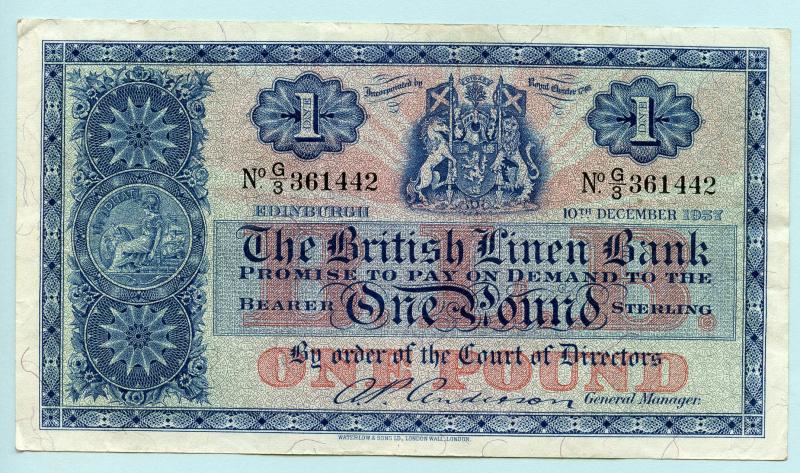 Incorporated by Royal Charter 1746
1 1
Nº G/3 361442 Nº G/3 361442
EDINBURGH 10TH DECEMBER 1957
The British Linen Bank
PROMISE TO PAY ON DEMAND TO THE
BEARER One Pound STERLING
By order of the Court of Directors
ONE POUND
A.P. Anderson General Manager.
WATERLOW & SONS LD., LONDON WALL, LONDON.